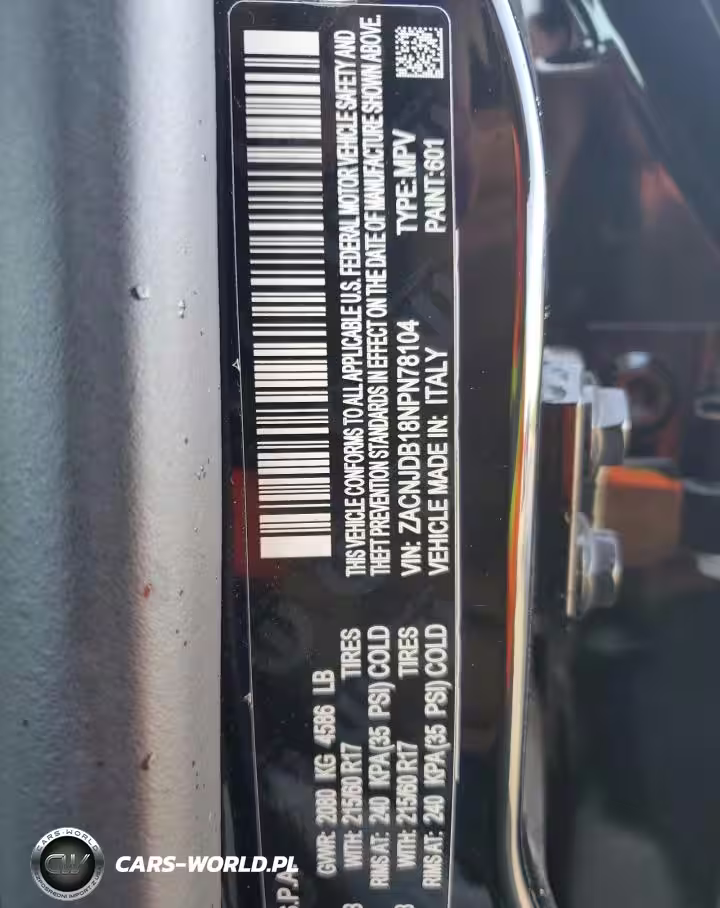 S.P.A.
GVWR: 2080 KG 4586 LB
WITH: 215/60 R17 TIRES
RIMS AT: 240 KPA(35 PSI) COLD
WITH: 215/60 R17 TIRES
RIMS AT: 240 KPA(35 PSI) COLD
THIS VEHICLE CONFORMS TO ALL APPLICABLE U.S. FEDERAL MOTOR VEHICLE SAFETY AND
THEFT PREVENTION STANDARDS IN EFFECT ON THE DATE OF MANUFACTURE SHOWN ABOVE.
VIN: ZACNJDB18NPN78104 TYPE: MPV
VEHICLE MADE IN: ITALY PAINT: 601
CARS-WORLD
CW
CARS-WORLD.PL